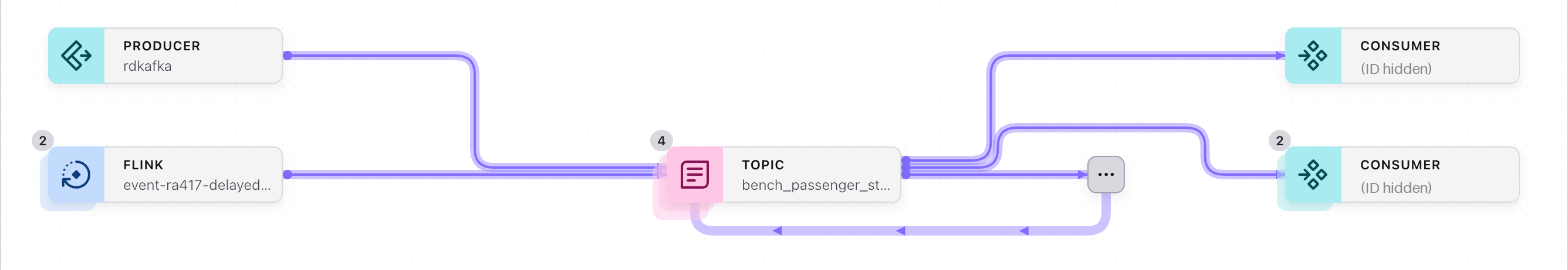 PRODUCER
rdkafka
CONSUMER
(ID hidden)
2
FLINK
event-ra417-delayed...
4
TOPIC
bench_passenger_st...
...
2
CONSUMER
(ID hidden)